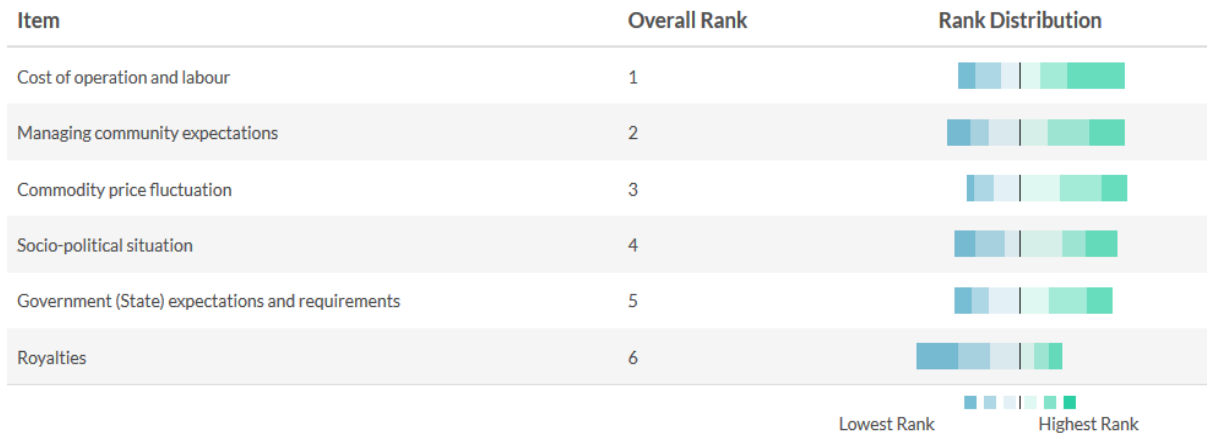 Item Overall Rank Rank Distribution
Cost of operation and labour 1
Managing community expectations 2
Commodity price fluctuation 3
Socio-political situation 4
Government (State) expectations and requirements 5
Royalties 6
Lowest Rank Highest Rank